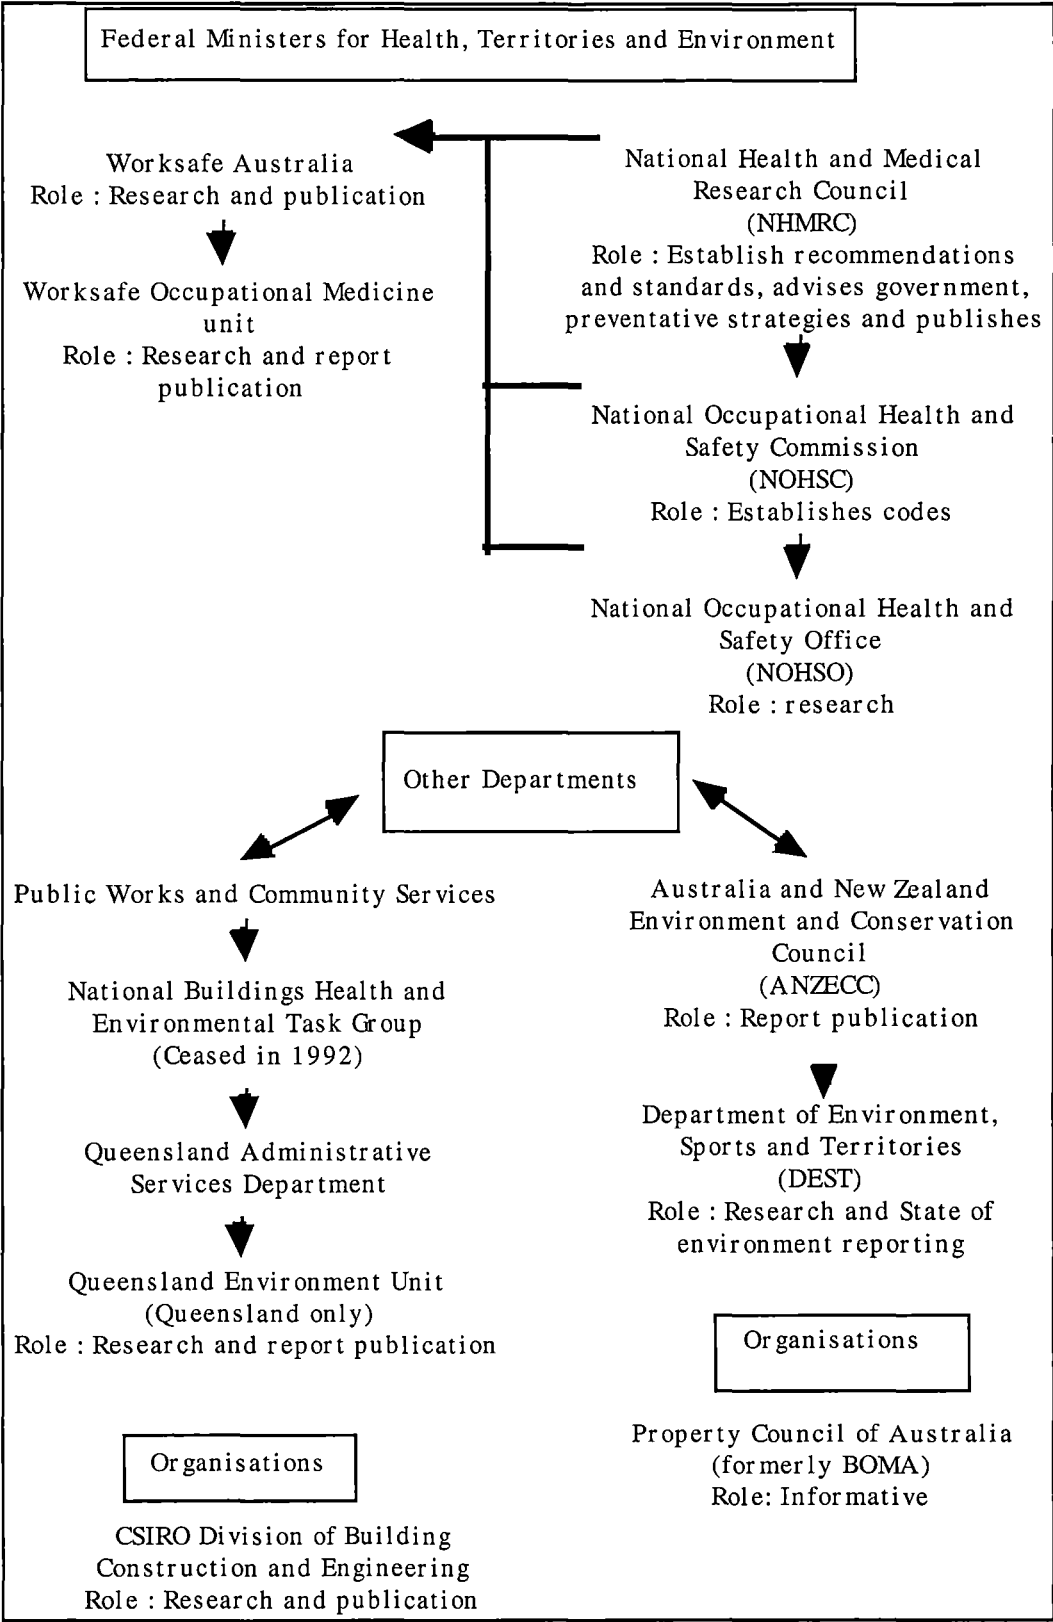 Federal Ministers for Health, Territories and Environment
Worksafe Australia
Role : Research and publication
Worksafe Occupational Medicine
unit
Role : Research and report
publication
National Health and Medical
Research Council
(NHMRC)
Role : Establish recommendations
and standards, advises government,
preventative strategies and publishes
National Occupational Health and
Safety Commission
(NOHSC)
Role : Establishes codes
National Occupational Health and
Safety Office
(NOHSO)
Role : research
Other Departments
Public Works and Community Services
National Buildings Health and
Environmental Task Group
(Ceased in 1992)
Queensland Administrative
Services Department
Queensland Environment Unit
(Queensland only)
Role : Research and report publication
Australia and New Zealand
Environment and Conservation
Council
(ANZECC)
Role : Report publication
Department of Environment,
Sports and Territories
(DEST)
Role : Research and State of
environment reporting
Organisations
Property Council of Australia
(formerly BOMA)
Role: Informative
Organisations
CSIRO Division of Building
Construction and Engineering
Role : Research and publication